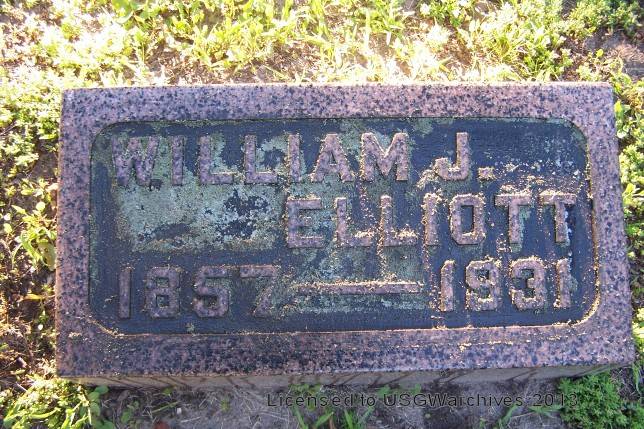 WILLIAM J.
ELLIOTT
1857 — 1931
Licensed to USGWarchives 2013